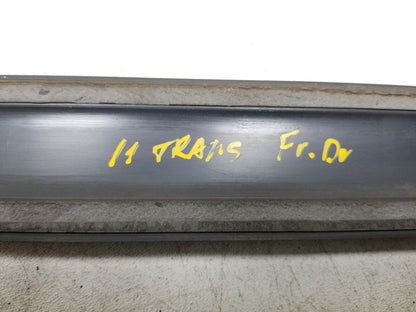 11 TRANS Fr. Dr